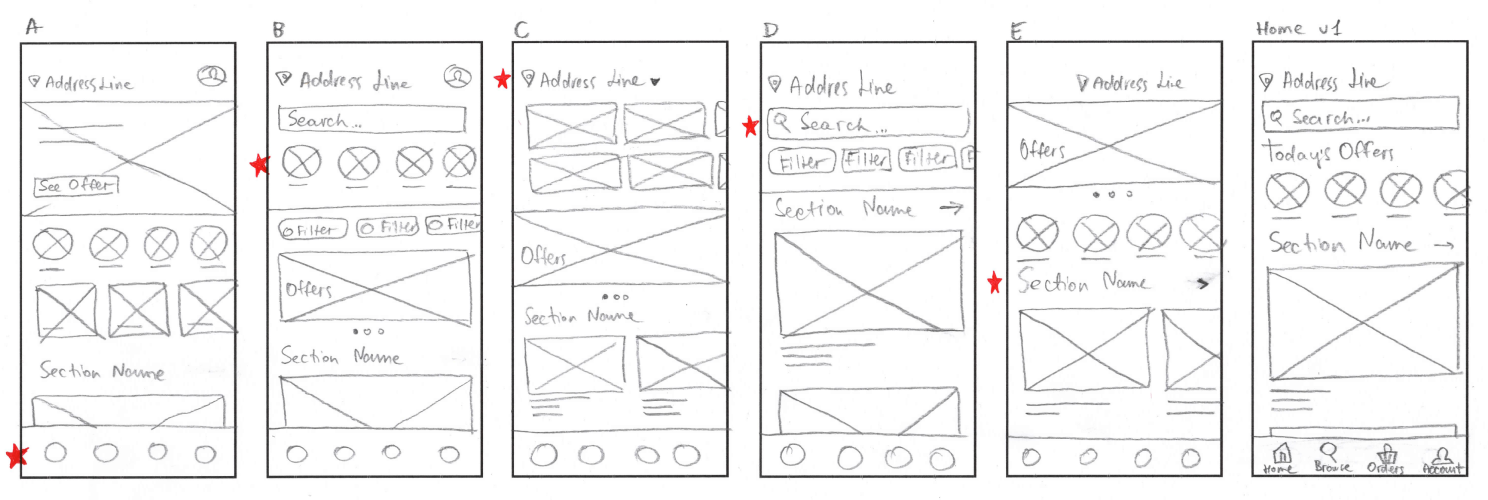 A
Address Line
See Offer
Section Name
B
Address Line
Search...
Filter
Filter
Filter
Offers
Section Name
C
Address Line
Offers
Section Name
D
Addres Line
Search...
Filter
Filter
Filter
F
Section Name →
E
Address Line
Offers
Section Name >
Home v1
Address Line
Search...
Today's Offers
Section Name →
Home Browse Orders Account